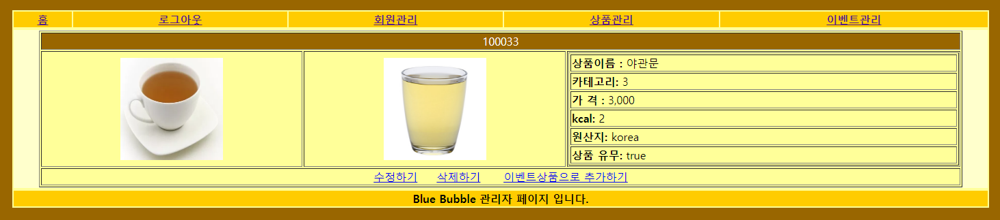 홈 로그아웃 회원관리 상품관리 이벤트관리
100033
상품이름 : 야관문
카테고리: 3
가 격 : 3,000
kcal: 2
원산지: korea
상품 유무: true
수정하기 삭제하기 이벤트상품으로 추가하기
Blue Bubble 관리자 페이지 입니다.